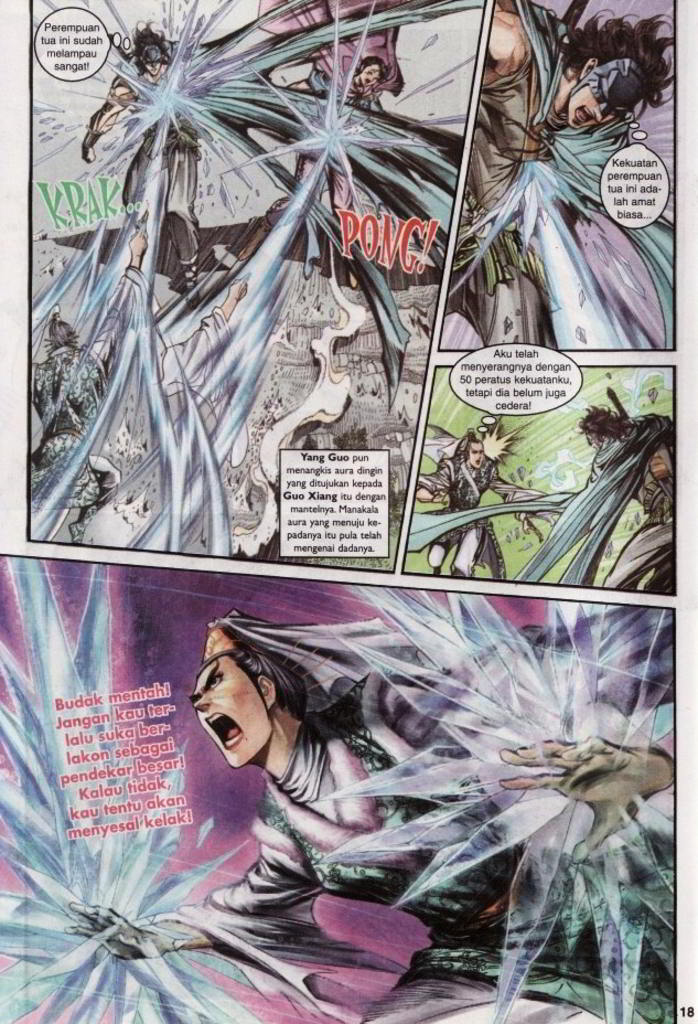 Perempuan
tua ini sudah
melampau
sangat!
KRAK...
PONG!
Kekuatan
perempuan
tua ini ada-
lah amat
biasa...
Yang Guo pun
menangkis aura dingin
yang ditujukan kepada
Guo Xiang itu dengan
mantelnya. Manakala
aura yang menuju ke-
padanya itu pula telah
mengenai dadanya.
Aku telah
menyerangnya dengan
50 peratus kekuatanku,
tetapi dia belum juga
cedera!
Budak mentah!
Jangan kau ter-
lalu suka ber-
lakon sebagai
pendekar besar!
Kalau tidak,
kau tentu akan
menyesal kelak!
18